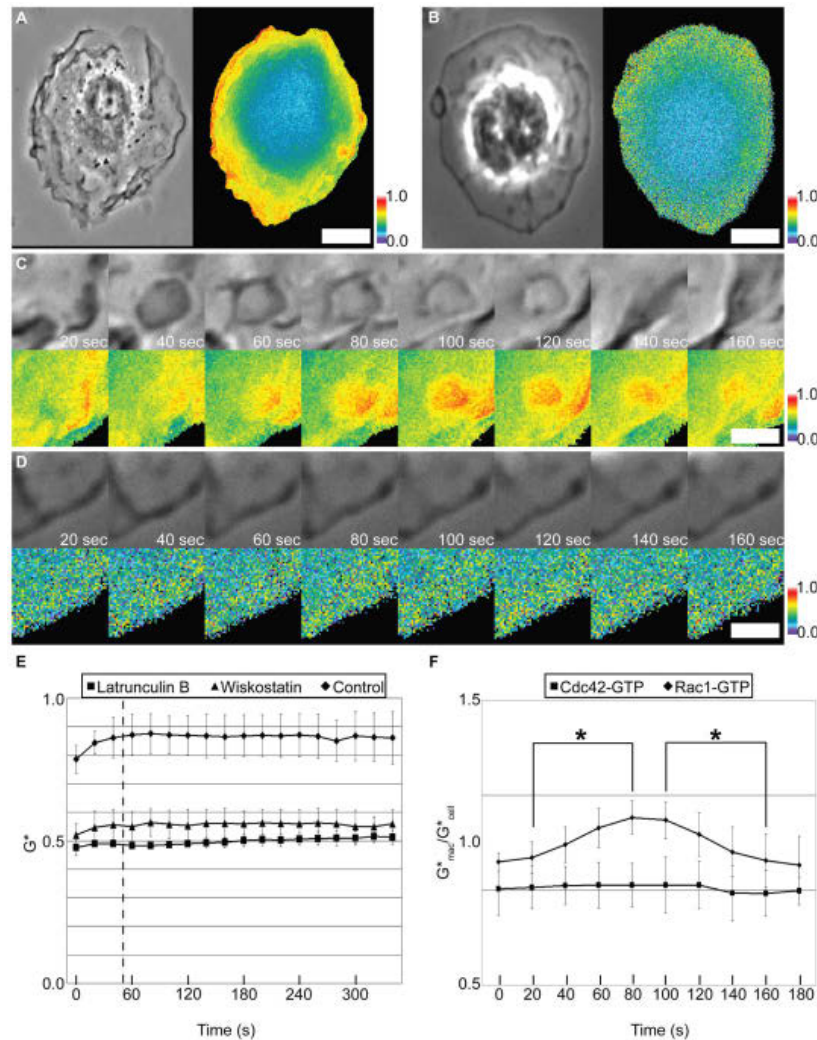 A
B
1.0
0.0
1.0
0.0
C
20 sec 40 sec 60 sec 80 sec 100 sec 120 sec 140 sec 160 sec
1.0
0.0
D
20 sec 40 sec 60 sec 80 sec 100 sec 120 sec 140 sec 160 sec
1.0
0.0
E
Latrunculin B Wiskostatin Control
1.0
0.5
0.0
G*
0 60 120 180 240 300
Time (s)
F
Cdc42-GTP Rac1-GTP
1.5
1.0
0.5
G*mac/G*cell
* *
0 20 40 60 80 100 120 140 160 180
Time (s)